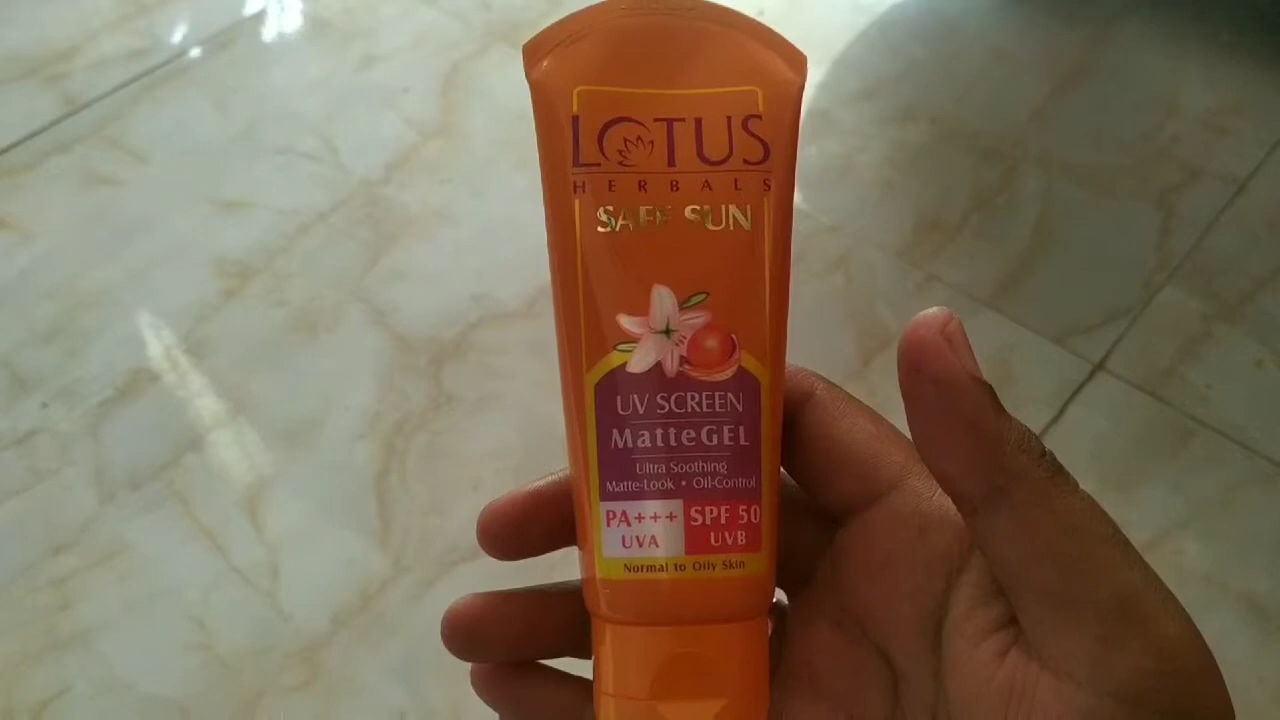 LOTUS
HERBALS
SAFE SUN
UV SCREEN
MatteGEL
Ultra Soothing
Matte-Look • Oil-Control
PA+++ SPF 50
UVA UVB
Normal to Oily Skin